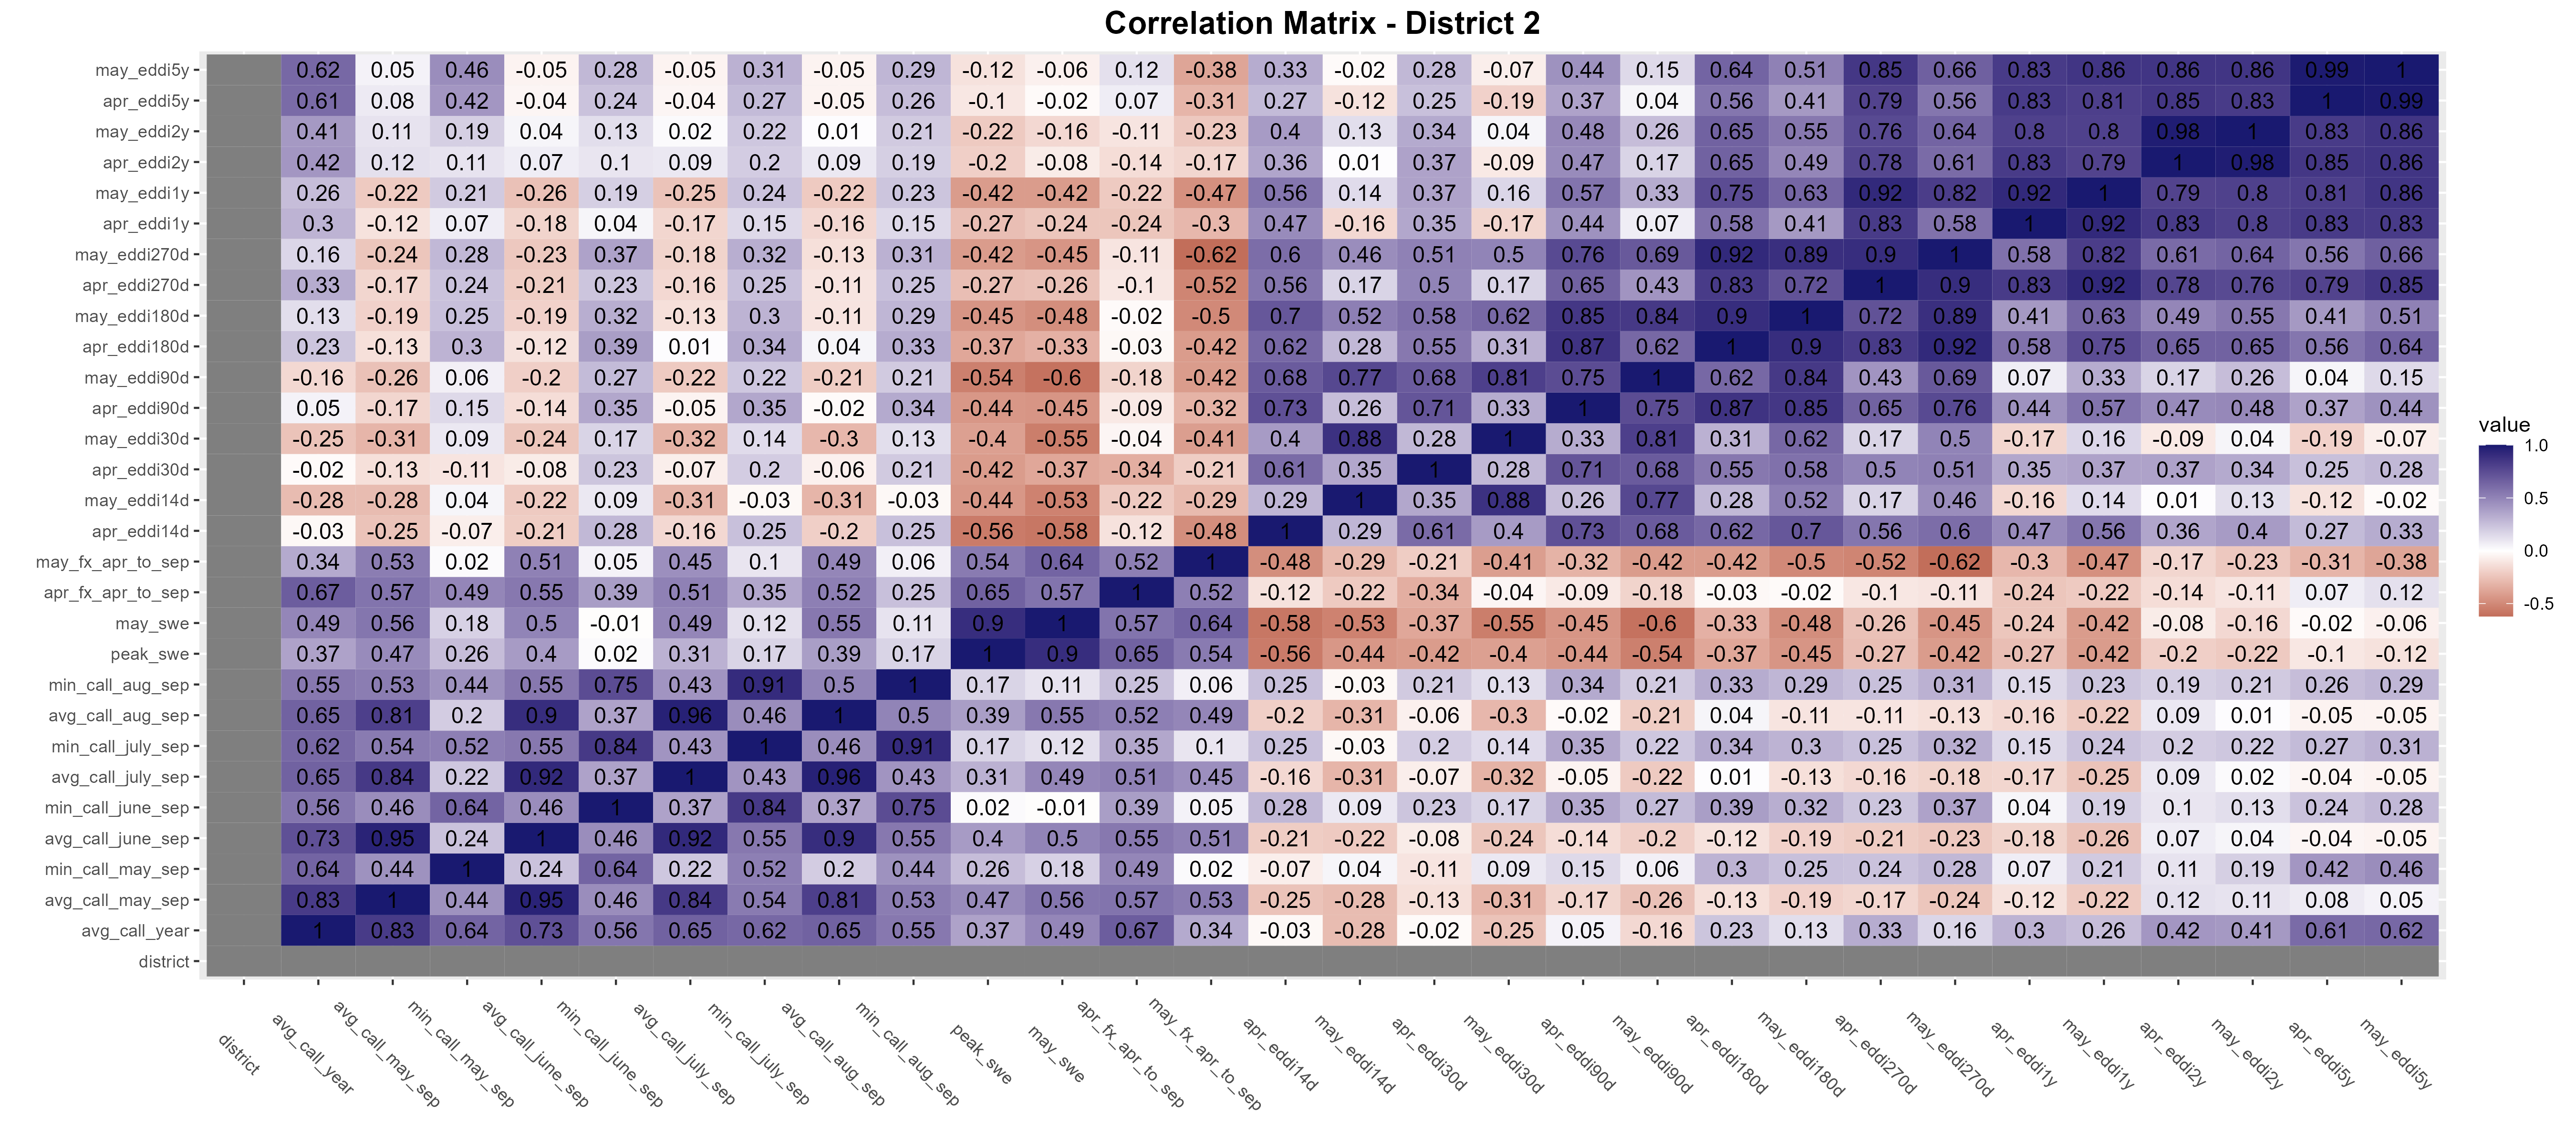 Correlation Matrix - District 2
may_eddi5y 0.62 0.05 0.46 -0.05 0.28 -0.05 0.31 -0.05 0.29 -0.12 -0.06 0.12 -0.38 0.33 -0.02 0.28 -0.07 0.44 0.15 0.64 0.51 0.85 0.66 0.83 0.86 0.86 0.86 0.99 1
apr_eddi5y 0.61 0.08 0.42 -0.04 0.24 -0.04 0.27 -0.05 0.26 -0.1 -0.02 0.07 -0.31 0.27 -0.12 0.25 -0.19 0.37 0.04 0.56 0.41 0.79 0.56 0.83 0.81 0.85 0.83 1 0.99
may_eddi2y 0.41 0.11 0.19 0.04 0.13 0.02 0.22 0.01 0.21 -0.22 -0.16 -0.11 -0.23 0.4 0.13 0.34 0.04 0.48 0.26 0.65 0.55 0.76 0.64 0.8 0.8 0.98 1 0.83 0.86
apr_eddi2y 0.42 0.12 0.11 0.07 0.1 0.09 0.2 0.09 0.19 -0.2 -0.08 -0.14 -0.17 0.36 0.01 0.37 -0.09 0.47 0.17 0.65 0.49 0.78 0.61 0.83 0.79 1 0.98 0.85 0.86
may_eddi1y 0.26 -0.22 0.21 -0.26 0.19 -0.25 0.24 -0.22 0.23 -0.42 -0.42 -0.22 -0.47 0.56 0.14 0.37 0.16 0.57 0.33 0.75 0.63 0.92 0.82 0.92 1 0.79 0.8 0.81 0.86
apr_eddi1y 0.3 -0.12 0.07 -0.18 0.04 -0.17 0.15 -0.16 0.15 -0.27 -0.24 -0.24 -0.3 0.47 -0.16 0.35 -0.17 0.44 0.07 0.58 0.41 0.83 0.58 1 0.92 0.83 0.8 0.83 0.83
may_eddi270d 0.16 -0.24 0.28 -0.23 0.37 -0.18 0.32 -0.13 0.31 -0.42 -0.45 -0.11 -0.62 0.6 0.46 0.51 0.5 0.76 0.69 0.92 0.89 0.9 1 0.58 0.82 0.61 0.64 0.56 0.66
apr_eddi270d 0.33 -0.17 0.24 -0.21 0.23 -0.16 0.25 -0.11 0.25 -0.27 -0.26 -0.1 -0.52 0.56 0.17 0.5 0.17 0.65 0.43 0.83 0.72 1 0.9 0.83 0.92 0.78 0.76 0.79 0.85
may_eddi180d 0.13 -0.19 0.25 -0.19 0.32 -0.13 0.3 -0.11 0.29 -0.45 -0.48 -0.02 -0.5 0.7 0.52 0.58 0.62 0.85 0.84 0.9 1 0.72 0.89 0.41 0.63 0.49 0.55 0.41 0.51
apr_eddi180d 0.23 -0.13 0.3 -0.12 0.39 0.01 0.34 0.04 0.33 -0.37 -0.33 -0.03 -0.42 0.62 0.28 0.55 0.31 0.87 0.62 1 0.9 0.83 0.92 0.58 0.75 0.65 0.65 0.56 0.64
may_eddi90d -0.16 -0.26 0.06 -0.2 0.27 -0.22 0.22 -0.21 0.21 -0.54 -0.6 -0.18 -0.42 0.68 0.77 0.68 0.81 0.75 1 0.62 0.84 0.43 0.69 0.07 0.33 0.17 0.26 0.04 0.15
apr_eddi90d 0.05 -0.17 0.15 -0.14 0.35 -0.05 0.35 -0.02 0.34 -0.44 -0.45 -0.09 -0.32 0.73 0.26 0.71 0.33 1 0.75 0.87 0.85 0.65 0.76 0.44 0.57 0.47 0.48 0.37 0.44
may_eddi30d -0.25 -0.31 0.09 -0.24 0.17 -0.32 0.14 -0.3 0.13 -0.4 -0.55 -0.04 -0.41 0.4 0.88 0.28 1 0.33 0.81 0.31 0.62 0.17 0.5 -0.17 0.16 -0.09 0.04 -0.19 -0.07
apr_eddi30d -0.02 -0.13 -0.11 -0.08 0.23 -0.07 0.2 -0.06 0.21 -0.42 -0.37 -0.34 -0.21 0.61 0.35 1 0.28 0.71 0.68 0.55 0.58 0.5 0.51 0.35 0.37 0.37 0.34 0.25 0.28
may_eddi14d -0.28 -0.28 0.04 -0.22 0.09 -0.31 -0.03 -0.31 -0.03 -0.44 -0.53 -0.22 -0.29 0.29 1 0.35 0.88 0.26 0.77 0.28 0.52 0.17 0.46 -0.16 0.14 0.01 0.13 -0.12 -0.02
apr_eddi14d -0.03 -0.25 -0.07 -0.21 0.28 -0.16 0.25 -0.2 0.25 -0.56 -0.58 -0.12 -0.48 1 0.29 0.61 0.4 0.73 0.68 0.62 0.7 0.56 0.6 0.47 0.56 0.36 0.4 0.27 0.33
may_fx_apr_to_sep 0.34 0.53 0.02 0.51 0.05 0.45 0.1 0.49 0.06 0.54 0.64 0.52 1 -0.48 -0.29 -0.21 -0.41 -0.32 -0.42 -0.42 -0.5 -0.52 -0.62 -0.3 -0.47 -0.17 -0.23 -0.31 -0.38
apr_fx_apr_to_sep 0.67 0.57 0.49 0.55 0.39 0.51 0.35 0.52 0.25 0.65 0.57 1 0.52 -0.12 -0.22 -0.34 -0.04 -0.09 -0.18 -0.03 -0.02 -0.1 -0.11 -0.24 -0.22 -0.14 -0.11 0.07 0.12
may_swe 0.49 0.56 0.18 0.5 -0.01 0.49 0.12 0.55 0.11 0.9 1 0.57 0.64 -0.58 -0.53 -0.37 -0.55 -0.45 -0.6 -0.33 -0.48 -0.26 -0.45 -0.24 -0.42 -0.08 -0.16 -0.02 -0.06
peak_swe 0.37 0.47 0.26 0.4 0.02 0.31 0.17 0.39 0.17 1 0.9 0.65 0.54 -0.56 -0.44 -0.42 -0.4 -0.44 -0.54 -0.37 -0.45 -0.27 -0.42 -0.27 -0.42 -0.2 -0.22 -0.1 -0.12
min_call_aug_sep 0.55 0.53 0.44 0.55 0.75 0.43 0.91 0.5 1 0.17 0.11 0.25 0.06 0.25 -0.03 0.21 0.13 0.34 0.21 0.33 0.29 0.25 0.31 0.15 0.23 0.19 0.21 0.26 0.29
avg_call_aug_sep 0.65 0.81 0.2 0.9 0.37 0.96 0.46 1 0.5 0.39 0.55 0.52 0.49 -0.2 -0.31 -0.06 -0.3 -0.02 -0.21 0.04 -0.11 -0.11 -0.13 -0.16 -0.22 0.09 0.01 -0.05 -0.05
min_call_july_sep 0.62 0.54 0.52 0.55 0.84 0.43 1 0.46 0.91 0.17 0.12 0.35 0.1 0.25 -0.03 0.2 0.14 0.35 0.22 0.34 0.3 0.25 0.32 0.15 0.24 0.2 0.22 0.27 0.31
avg_call_july_sep 0.65 0.84 0.22 0.92 0.37 1 0.43 0.96 0.43 0.31 0.49 0.51 0.45 -0.16 -0.31 -0.07 -0.32 -0.05 -0.22 0.01 -0.13 -0.16 -0.18 -0.17 -0.25 0.09 0.02 -0.04 -0.05
min_call_june_sep 0.56 0.46 0.64 0.46 1 0.37 0.84 0.37 0.75 0.02 -0.01 0.39 0.05 0.28 0.09 0.23 0.17 0.35 0.27 0.39 0.32 0.23 0.37 0.04 0.19 0.1 0.13 0.24 0.28
avg_call_june_sep 0.73 0.95 0.24 1 0.46 0.92 0.55 0.9 0.55 0.4 0.5 0.55 0.51 -0.21 -0.22 -0.08 -0.24 -0.14 -0.2 -0.12 -0.19 -0.21 -0.23 -0.18 -0.26 0.07 0.04 -0.04 -0.05
min_call_may_sep 0.64 0.44 1 0.24 0.64 0.22 0.52 0.2 0.44 0.26 0.18 0.49 0.02 -0.07 0.04 -0.11 0.09 0.15 0.06 0.3 0.25 0.24 0.28 0.07 0.21 0.11 0.19 0.42 0.46
avg_call_may_sep 0.83 1 0.44 0.95 0.46 0.84 0.54 0.81 0.53 0.47 0.56 0.57 0.53 -0.25 -0.28 -0.13 -0.31 -0.17 -0.26 -0.13 -0.19 -0.17 -0.24 -0.12 -0.22 0.12 0.11 0.08 0.05
avg_call_year 1 0.83 0.64 0.73 0.56 0.65 0.62 0.65 0.55 0.37 0.49 0.67 0.34 -0.03 -0.28 -0.02 -0.25 0.05 -0.16 0.23 0.13 0.33 0.16 0.3 0.26 0.42 0.41 0.61 0.62
district
district avg_call_year avg_call_may_sep min_call_may_sep avg_call_june_sep min_call_june_sep avg_call_july_sep min_call_july_sep avg_call_aug_sep min_call_aug_sep peak_swe may_swe apr_fx_apr_to_sep may_fx_apr_to_sep apr_eddi14d may_eddi14d apr_eddi30d may_eddi30d apr_eddi90d may_eddi90d apr_eddi180d may_eddi180d apr_eddi270d may_eddi270d apr_eddi1y may_eddi1y apr_eddi2y may_eddi2y apr_eddi5y may_eddi5y
value
1.0
0.5
0.0
-0.5